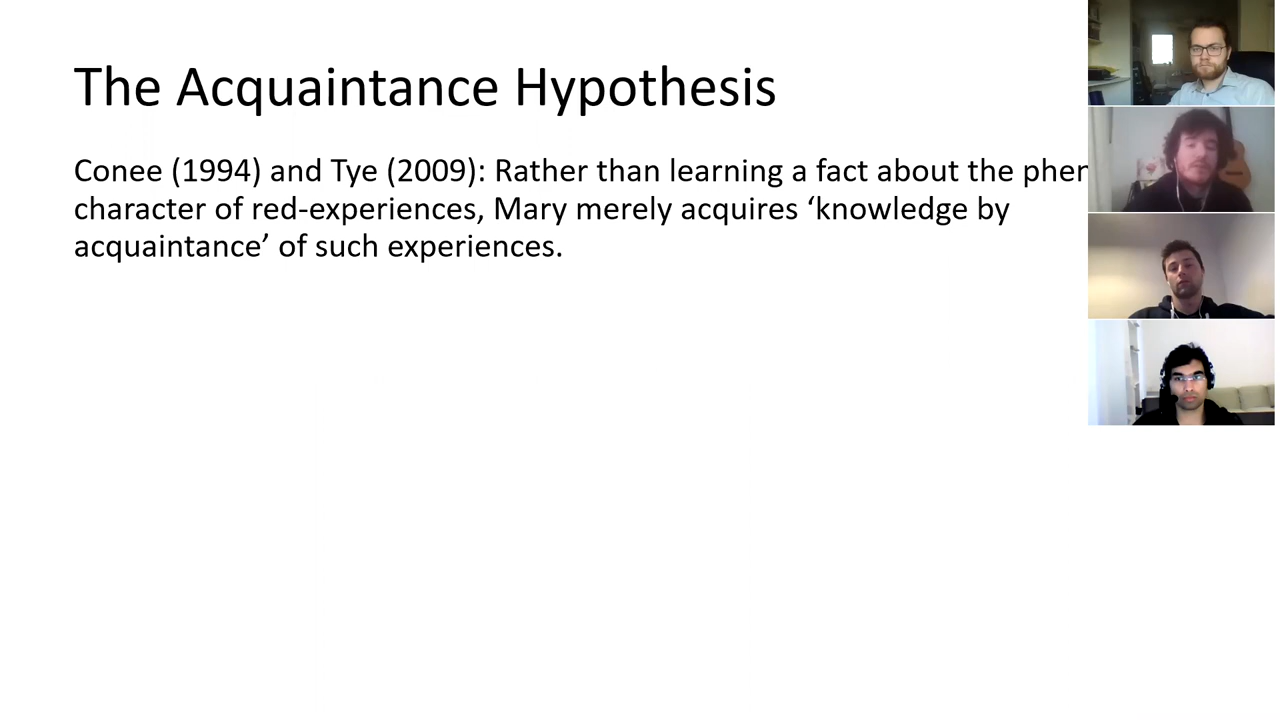 The Acquaintance Hypothesis
Conee (1994) and Tye (2009): Rather than learning a fact about the phen
character of red-experiences, Mary merely acquires ‘knowledge by
acquaintance’ of such experiences.